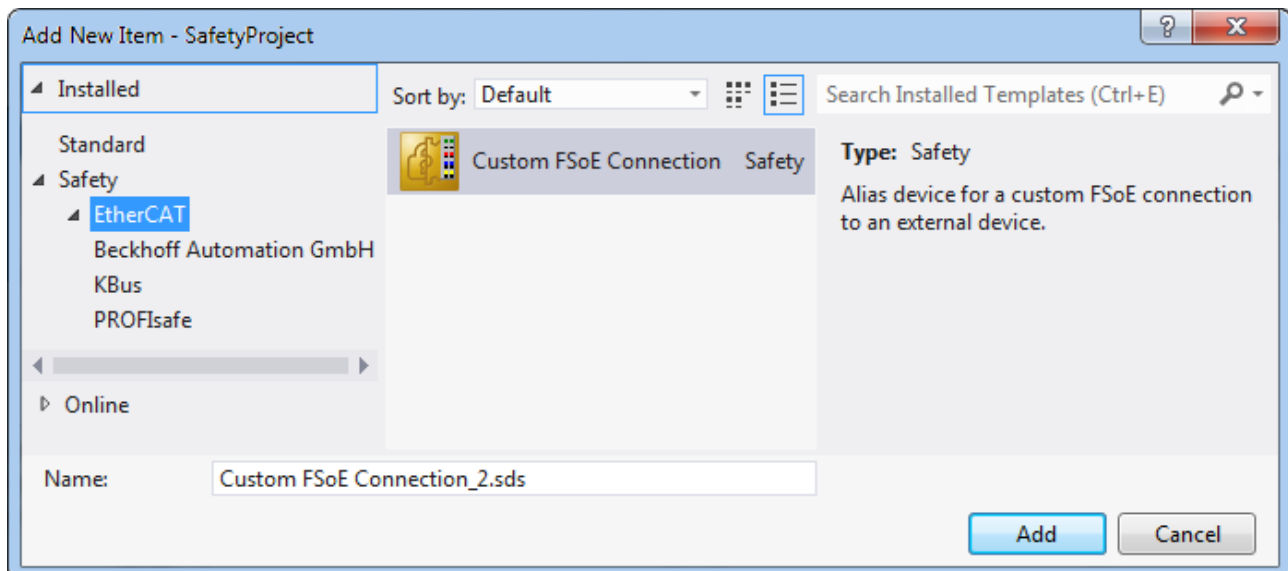 Add New Item - SafetyProject
Installed
Sort by: Default
Search Installed Templates (Ctrl+E)
Standard
Safety
EtherCAT
Beckhoff Automation GmbH
KBus
PROFIsafe
Online
Custom FSoE Connection Safety
Type: Safety
Alias device for a custom FSoE connection
to an external device.
Name: Custom FSoE Connection_2.sds
Add Cancel